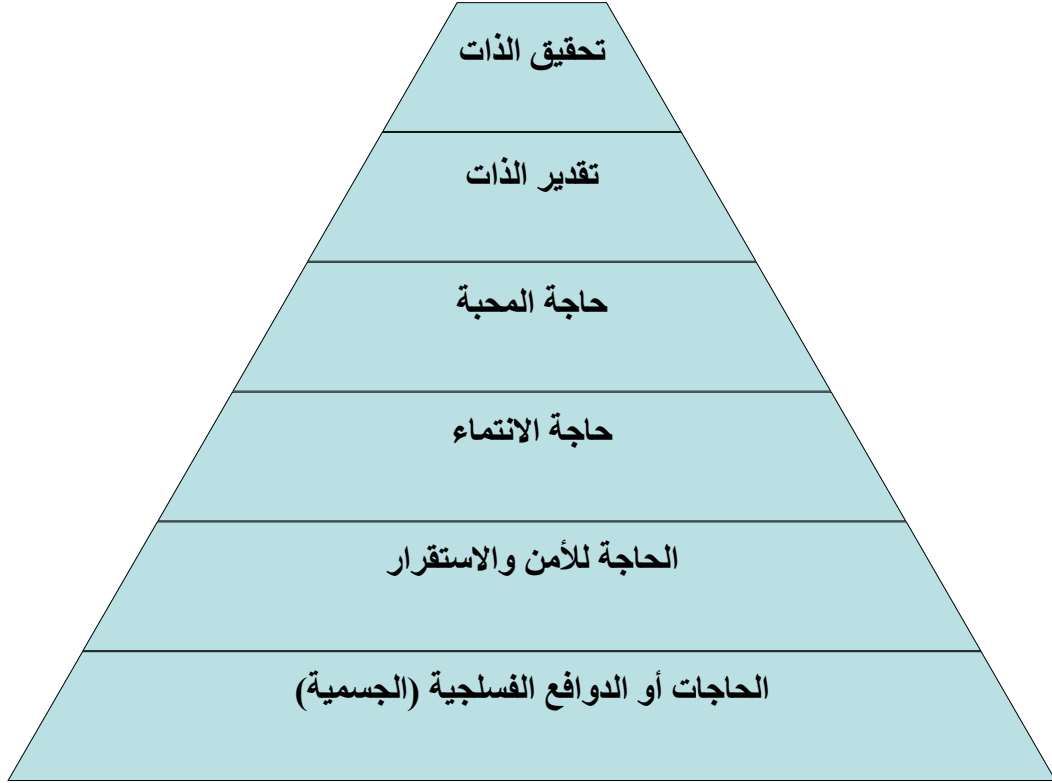 تحقيق الذات
تقدير الذات
حاجة المحبة
حاجة الانتماء
الحاجة للأمن والاستقرار
الحاجات أو الدوافع الفسلجية (الجسمية)